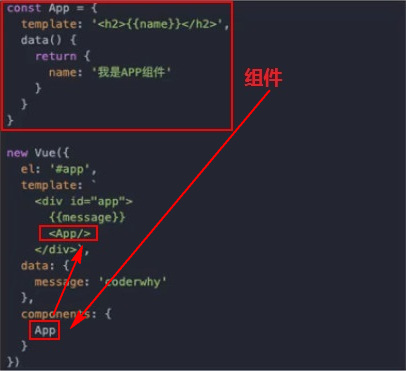 const App = {
  template: '<h2>{{name}}</h2>',
  data() {
    return {
      name: '我是APP组件'
    }
  }
}
组件
new Vue({
  el: '#app',
  template: `
    <div id="app">
      {{message}}
      <App/>
    </div>`,
  data: {
    message: 'coderwhy'
  },
  components: {
    App
  }
})